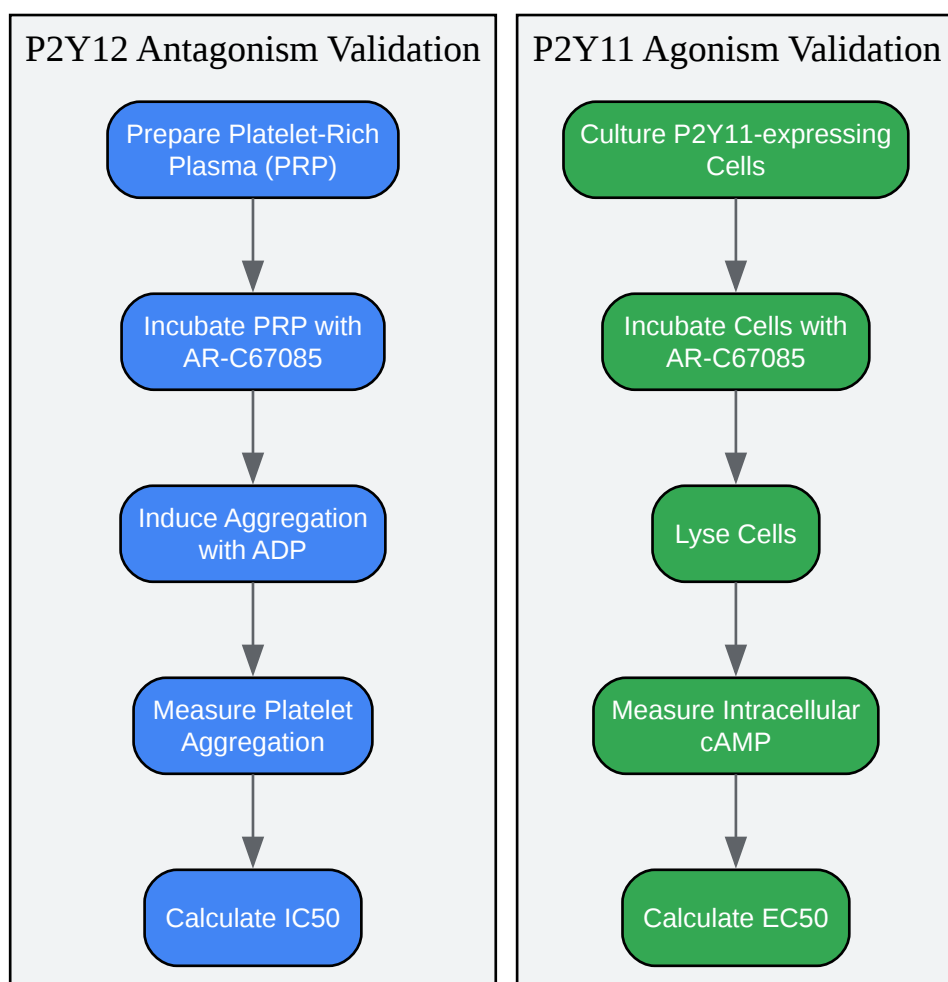 P2Y12 Antagonism Validation
Prepare Platelet-Rich
Plasma (PRP)
Incubate PRP with
AR-C67085
Induce Aggregation
with ADP
Measure Platelet
Aggregation
Calculate IC50
P2Y11 Agonism Validation
Culture P2Y11-expressing
Cells
Incubate Cells with
AR-C67085
Lyse Cells
Measure Intracellular
cAMP
Calculate EC50